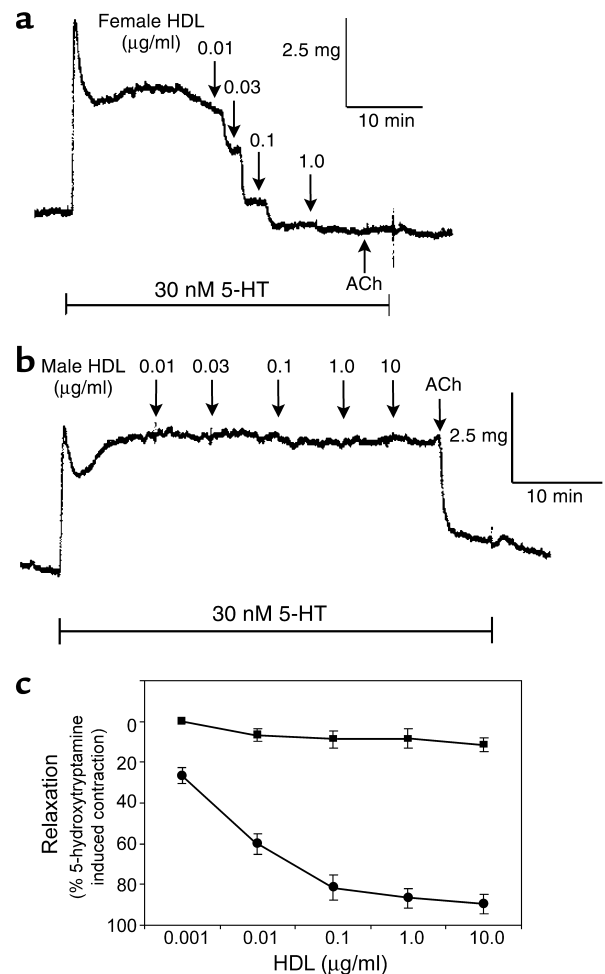 a
Female HDL
(μg/ml)
0.01
0.03
0.1
1.0
2.5 mg
10 min
ACh
30 nM 5-HT
b
Male HDL
(μg/ml)
0.01
0.03
0.1
1.0
10
ACh
2.5 mg
10 min
30 nM 5-HT
c
Relaxation
(% 5-hydroxytryptamine
induced contraction)
0
20
40
60
80
100
0.001
0.01
0.1
1.0
10.0
HDL (μg/ml)